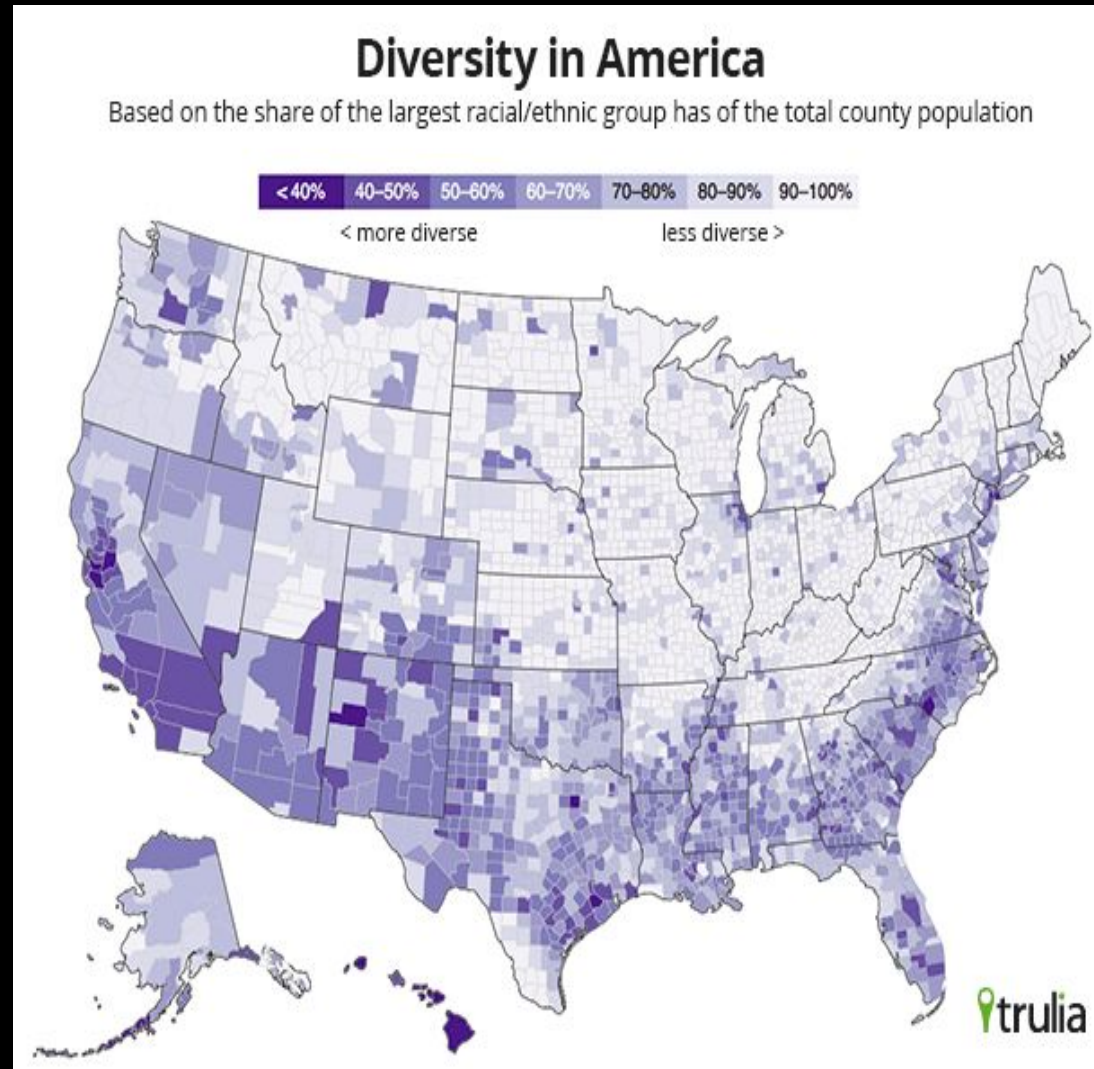 Diversity in America
Based on the share of the largest racial/ethnic group has of the total county population
<40% 40–50% 50–60% 60–70% 70–80% 80–90% 90–100%
< more diverse less diverse >
trulia